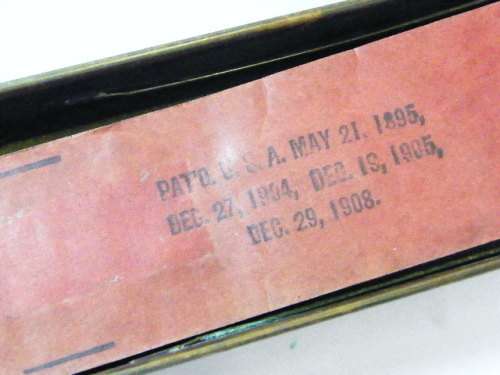 PAT'D. U. S. A. MAY 21. 1895,
DEC. 27, 1904, DEC. 19, 1905,
DEC. 29, 1908.